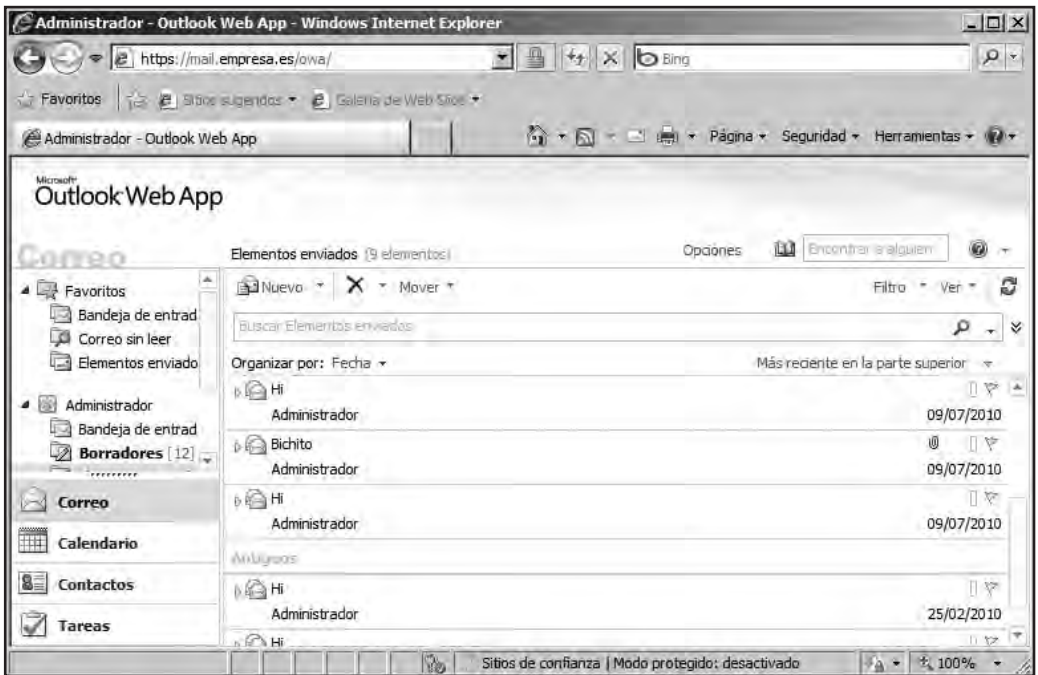 Administrador - Outlook Web App - Windows Internet Explorer
https://mail.empresa.es/owa/
Bing
Favoritos
Sitios sugeridos
Galería de Web Slice
Administrador - Outlook Web App
Página
Seguridad
Herramientas
Microsoft
Outlook Web App
Correo
Elementos enviados (9 elementos)
Opciones
Encontrar a alguien
Favoritos
Bandeja de entrad
Correo sin leer
Elementos enviado
Administrador
Bandeja de entrad
Borradores [12]
Correo
Calendario
Contactos
Tareas
Nuevo
Mover
Filtro
Ver
Buscar Elementos enviados
Organizar por: Fecha
Más reciente en la parte superior
Hi
Administrador
09/07/2010
Bichito
Administrador
09/07/2010
Hi
Administrador
09/07/2010
Antiguos
Hi
Administrador
25/02/2010
Hi
Sitios de confianza | Modo protegido: desactivado
100%